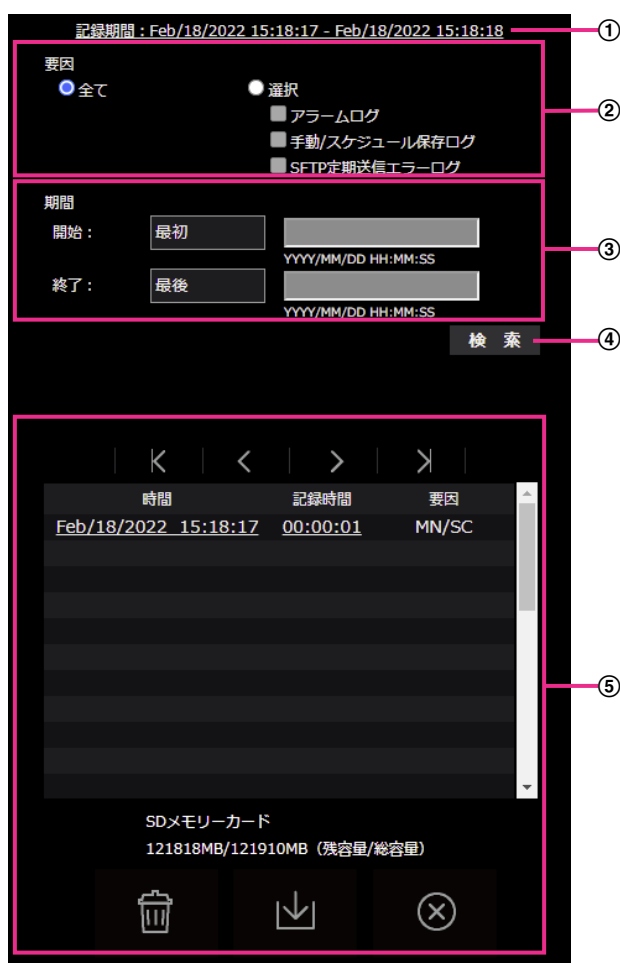 記録期間 : Feb/18/2022 15:18:17 - Feb/18/2022 15:18:18 ①
要因
全て 選択
②
アラームログ
手動/スケジュール保存ログ
SFTP定期送信エラーログ
期間
開始 : 最初
YYYY/MM/DD HH:MM:SS
③
終了 : 最後
YYYY/MM/DD HH:MM:SS
検 索 ④
時間 記録時間 要因
Feb/18/2022 15:18:17 00:00:01 MN/SC
⑤
SDメモリーカード
121818MB/121910MB（残容量/総容量）